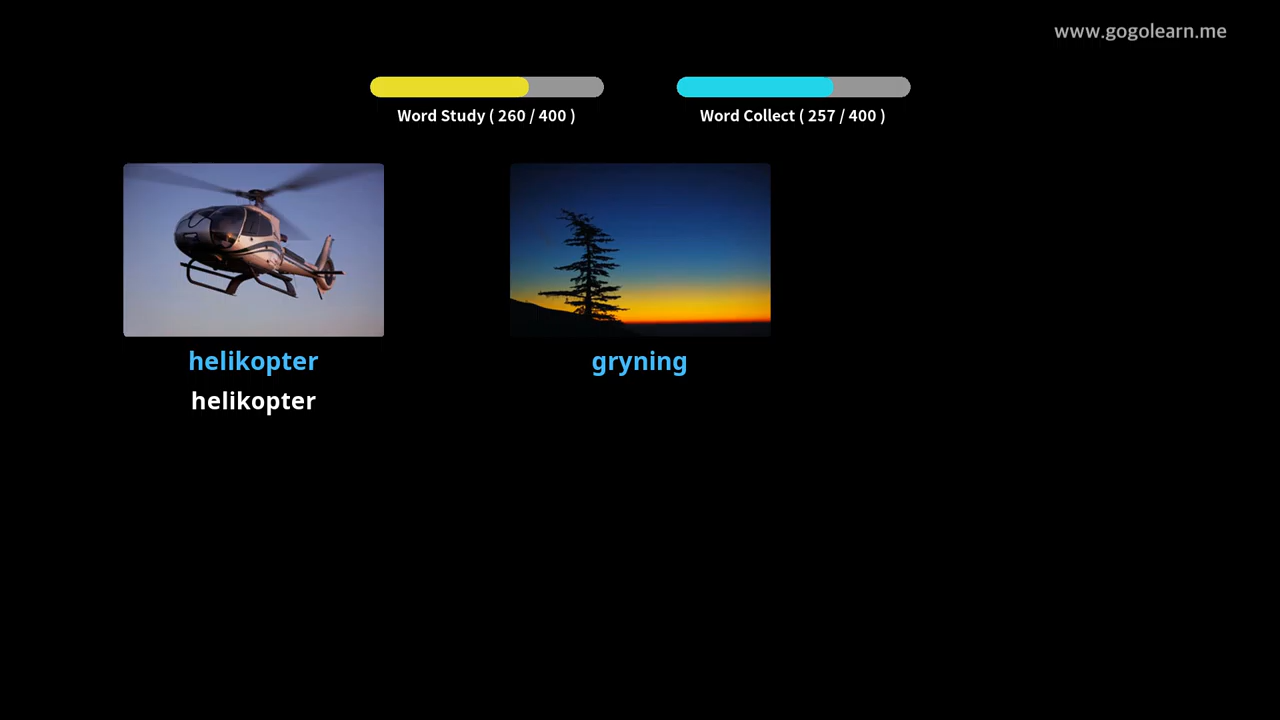 www.gogolearn.me
Word Study ( 260 / 400 )
Word Collect ( 257 / 400 )
helikopter
helikopter
gryning